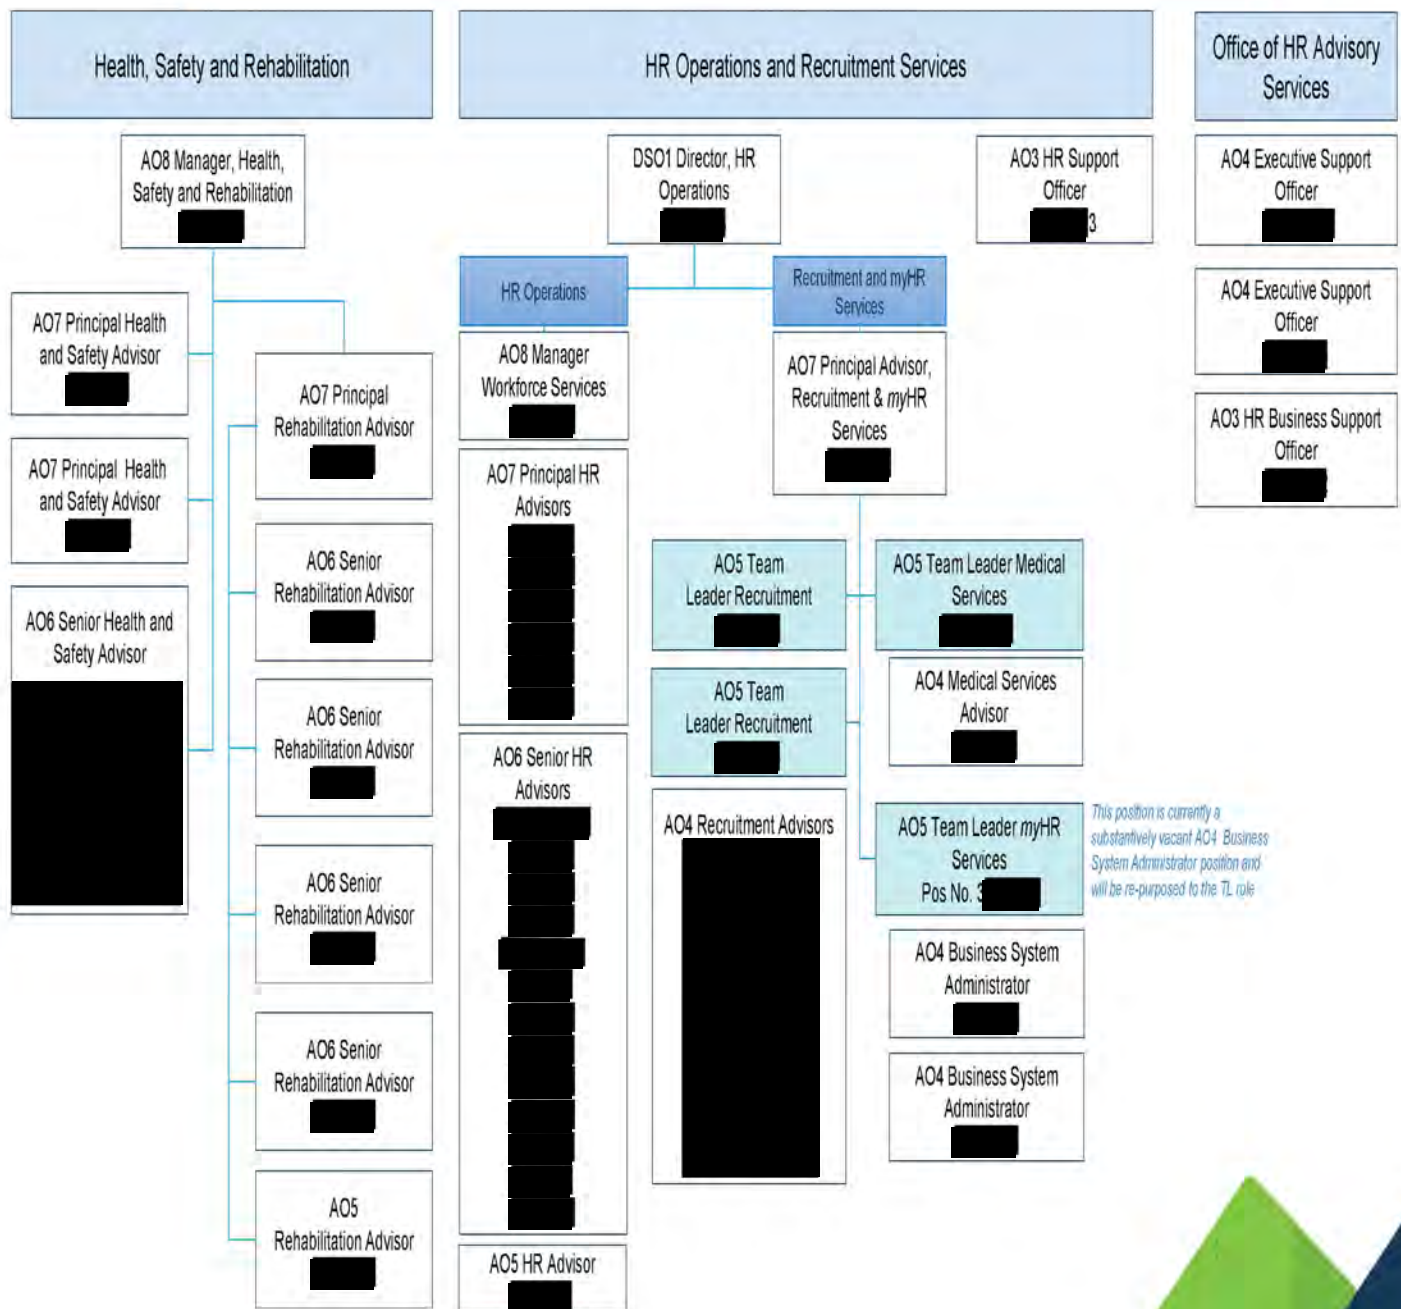 Health, Safety and Rehabilitation
AO8 Manager, Health,
Safety and Rehabilitation
AO7 Principal Health
and Safety Advisor
AO7 Principal Health
and Safety Advisor
AO6 Senior Health and
Safety Advisor
AO7 Principal
Rehabilitation Advisor
AO6 Senior
Rehabilitation Advisor
AO6 Senior
Rehabilitation Advisor
AO6 Senior
Rehabilitation Advisor
AO6 Senior
Rehabilitation Advisor
AO5
Rehabilitation Advisor
HR Operations and Recruitment Services
DSO1 Director, HR
Operations
AO3 HR Support
Officer
3
HR Operations
AO8 Manager
Workforce Services
AO7 Principal HR
Advisors
AO6 Senior HR
Advisors
AO5 HR Advisor
Recruitment and myHR
Services
AO7 Principal Advisor,
Recruitment & myHR
Services
AO5 Team
Leader Recruitment
AO5 Team
Leader Recruitment
AO4 Recruitment Advisors
AO5 Team Leader Medical
Services
AO4 Medical Services
Advisor
AO5 Team Leader myHR
Services
Pos No. 3
This position is currently a
substantively vacant AO4 Business
System Administrator position and
will be re-purposed to the TL role
AO4 Business System
Administrator
AO4 Business System
Administrator
Office of HR Advisory
Services
AO4 Executive Support
Officer
AO4 Executive Support
Officer
AO3 HR Business Support
Officer